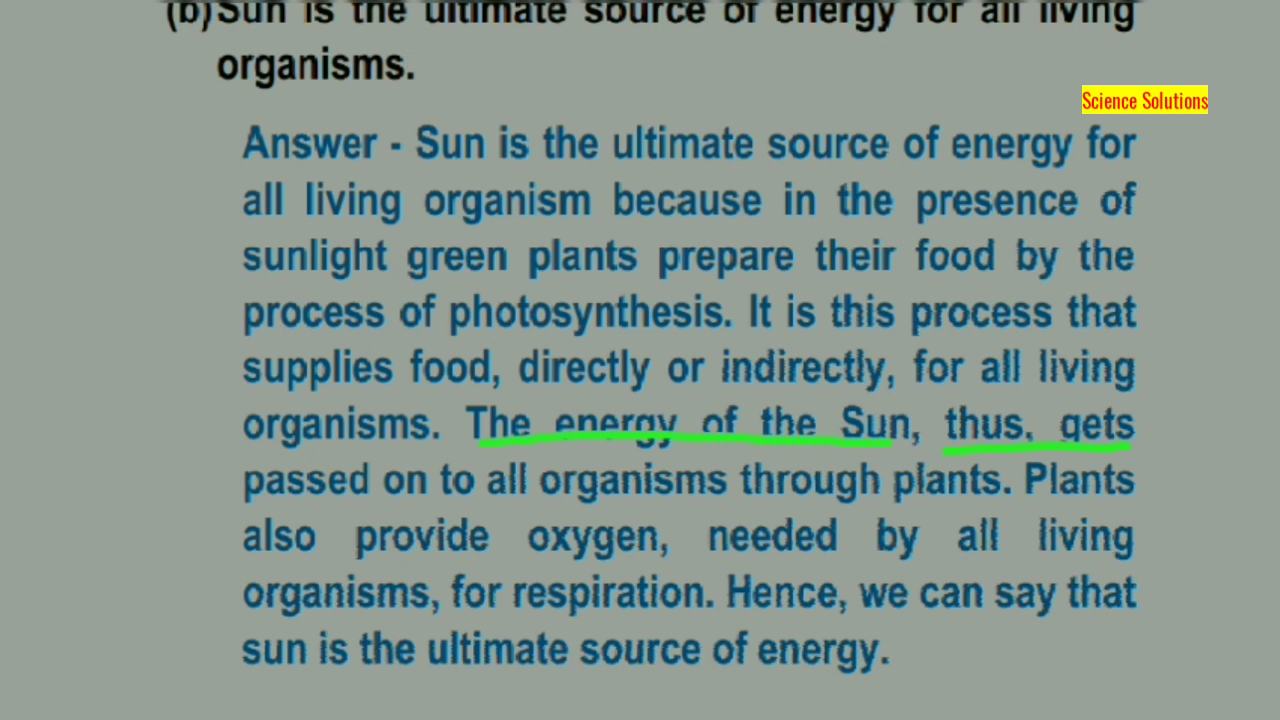 (b)Sun is the ultimate source of energy for all living
organisms.
Science Solutions
Answer - Sun is the ultimate source of energy for
all living organism because in the presence of
sunlight green plants prepare their food by the
process of photosynthesis. It is this process that
supplies food, directly or indirectly, for all living
organisms. The energy of the Sun, thus, gets
passed on to all organisms through plants. Plants
also provide oxygen, needed by all living
organisms, for respiration. Hence, we can say that
sun is the ultimate source of energy.